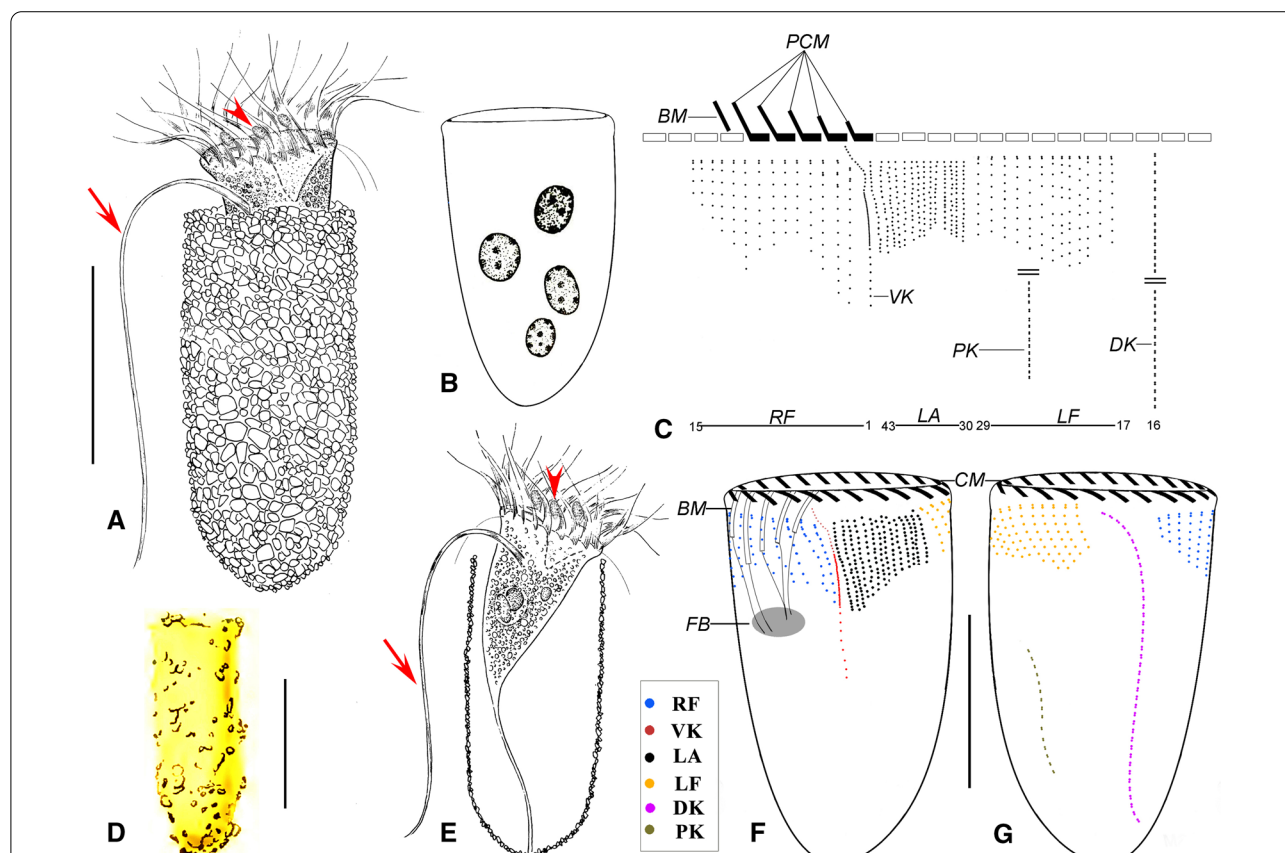 PCM
BM
VK
PK
DK
A
B
C
15 RF 1 43 LA 30 29 LF 17 16
CM
BM
FB
RF
VK
LA
LF
DK
PK
D
E
F
G